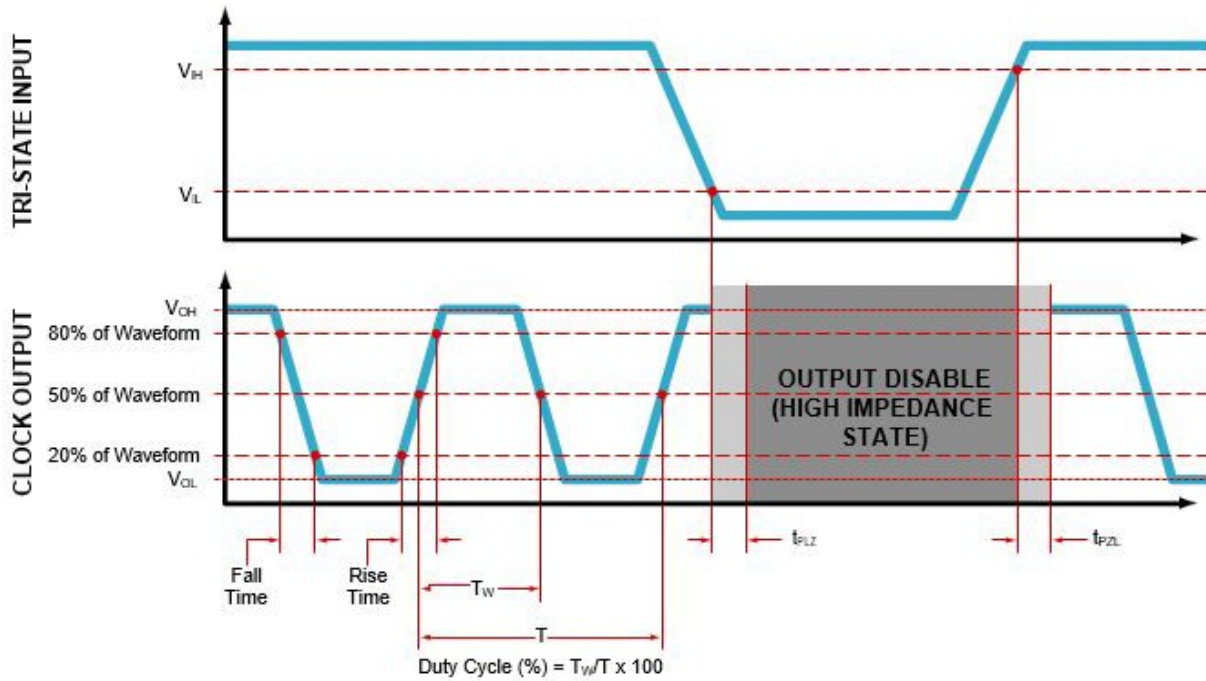 TRI-STATE INPUT
VIH
VIL
CLOCK OUTPUT
VOH
80% of Waveform
50% of Waveform
20% of Waveform
VOL
OUTPUT DISABLE
(HIGH IMPEDANCE
STATE)
tPLZ
tPZL
Fall
Time
Rise
Time
TW
T
Duty Cycle (%) = TW/T x 100